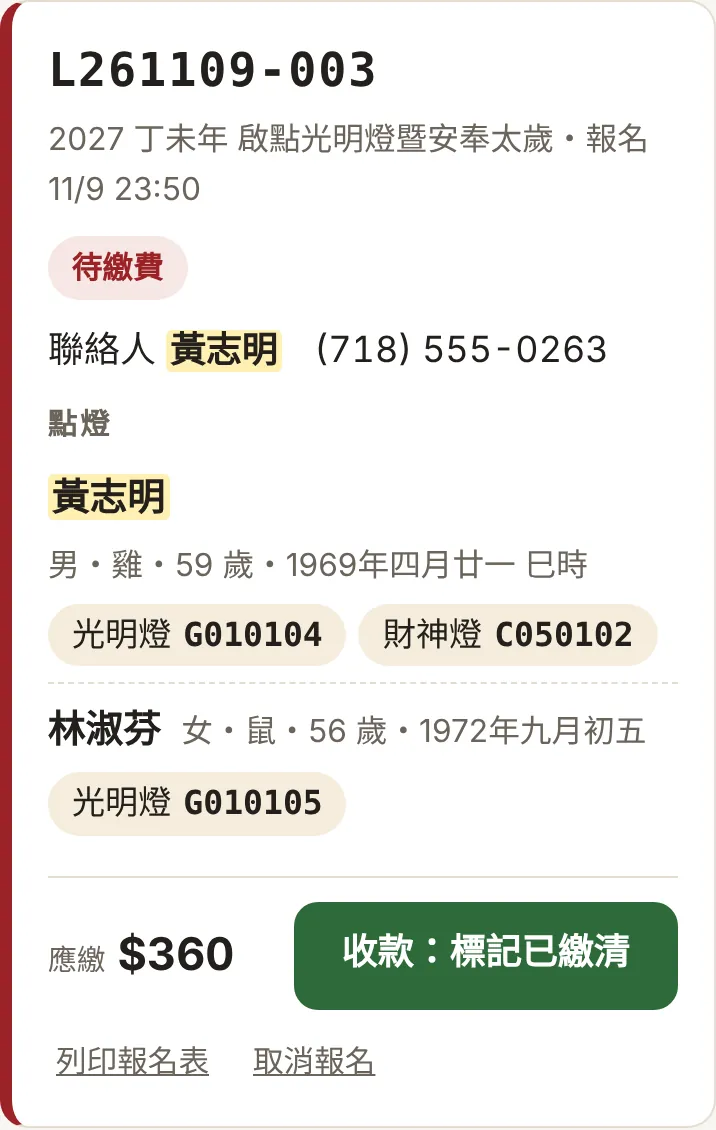 L261109-003
2027 丁未年 啟點光明燈暨安奉太歲・報名
11/9 23:50
待繳費
聯絡人 黃志明 (718) 555-0263
點燈
黃志明
男・雞・59 歲・1969年四月廿一 巳時
光明燈 G010104 財神燈 C050102
林淑芬 女・鼠・56 歲・1972年九月初五
光明燈 G010105
應繳 $360 收款：標記已繳清
列印報名表 取消報名